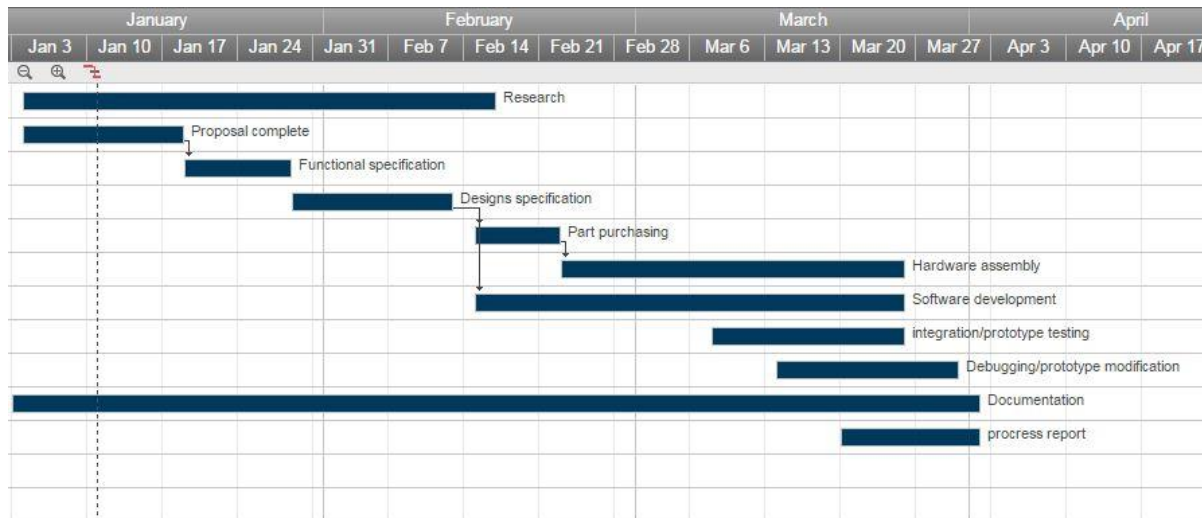 January February March April
Jan 3 Jan 10 Jan 17 Jan 24 Jan 31 Feb 7 Feb 14 Feb 21 Feb 28 Mar 6 Mar 13 Mar 20 Mar 27 Apr 3 Apr 10 Apr 17
Research
Proposal complete
Functional specification
Designs specification
Part purchasing
Hardware assembly
Software development
integration/prototype testing
Debugging/prototype modification
Documentation
procress report